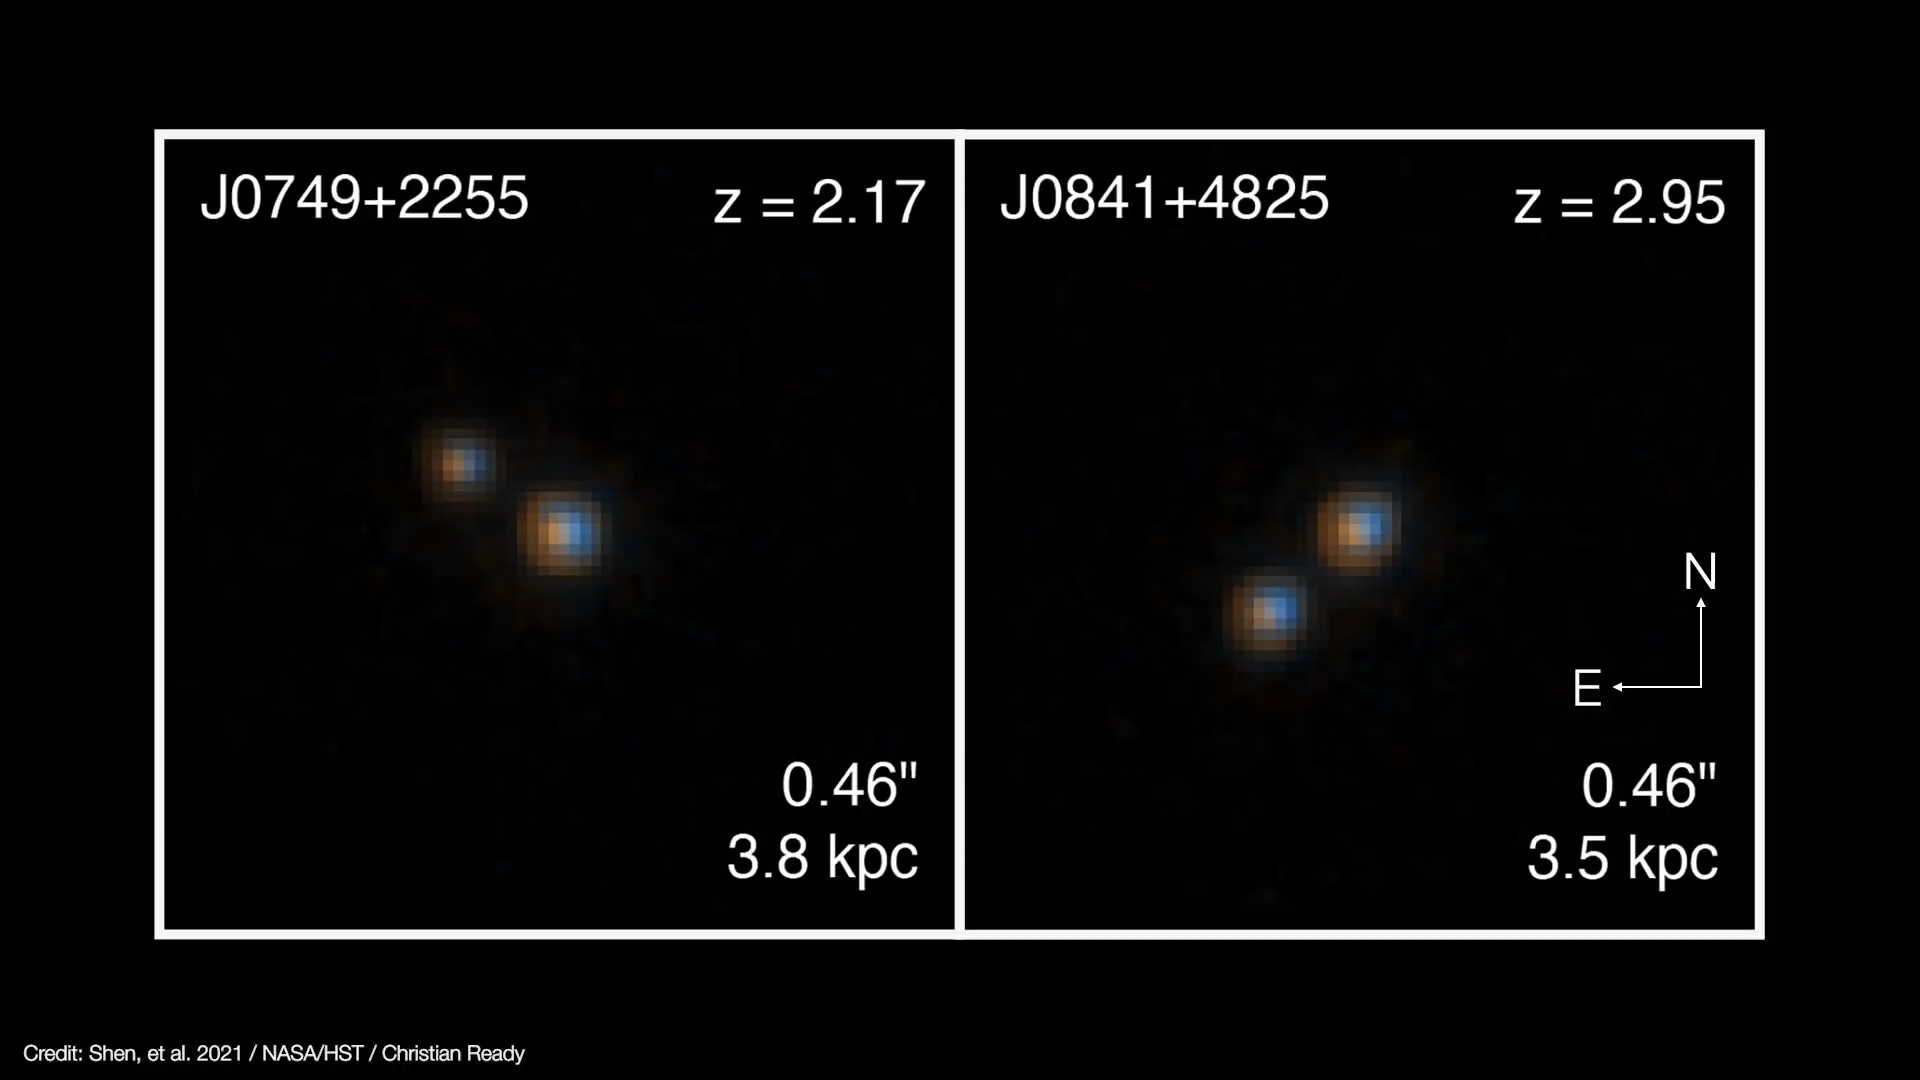 J0749+2255
z = 2.17
J0841+4825
z = 2.95
N
E
0.46"
3.8 kpc
0.46"
3.5 kpc
Credit: Shen, et al. 2021 / NASA/HST / Christian Ready